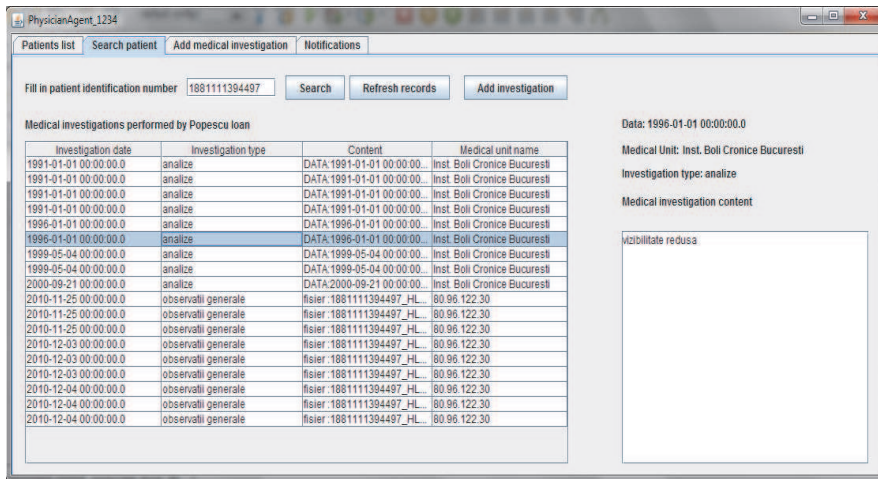 PhysicianAgent_1234
Patients list Search patient Add medical investigation Notifications
Fill in patient identification number 1881111394497 Search Refresh records Add investigation
Medical investigations performed by Popescu Ioan
Investigation date Investigation type Content Medical unit name
1991-01-01 00:00:00.0 analize DATA:1991-01-01 00:00:00... Inst. Boli Cronice Bucuresti
1991-01-01 00:00:00.0 analize DATA:1991-01-01 00:00:00... Inst. Boli Cronice Bucuresti
1991-01-01 00:00:00.0 analize DATA:1991-01-01 00:00:00... Inst. Boli Cronice Bucuresti
1991-01-01 00:00:00.0 analize DATA:1991-01-01 00:00:00... Inst. Boli Cronice Bucuresti
1996-01-01 00:00:00.0 analize DATA:1996-01-01 00:00:00... Inst. Boli Cronice Bucuresti
1996-01-01 00:00:00.0 analize DATA:1996-01-01 00:00:00... Inst. Boli Cronice Bucuresti
1999-05-04 00:00:00.0 analize DATA:1999-05-04 00:00:00... Inst. Boli Cronice Bucuresti
1999-05-04 00:00:00.0 analize DATA:1999-05-04 00:00:00... Inst. Boli Cronice Bucuresti
2000-09-21 00:00:00.0 analize DATA:2000-09-21 00:00:00... Inst. Boli Cronice Bucuresti
2010-11-25 00:00:00.0 observatii generale fisier:1881111394497_HL... 80.96.122.30
2010-11-25 00:00:00.0 observatii generale fisier:1881111394497_HL... 80.96.122.30
2010-11-25 00:00:00.0 observatii generale fisier:1881111394497_HL... 80.96.122.30
2010-12-03 00:00:00.0 observatii generale fisier:1881111394497_HL... 80.96.122.30
2010-12-03 00:00:00.0 observatii generale fisier:1881111394497_HL... 80.96.122.30
2010-12-03 00:00:00.0 observatii generale fisier:1881111394497_HL... 80.96.122.30
2010-12-04 00:00:00.0 observatii generale fisier:1881111394497_HL... 80.96.122.30
2010-12-04 00:00:00.0 observatii generale fisier:1881111394497_HL... 80.96.122.30
2010-12-04 00:00:00.0 observatii generale fisier:1881111394497_HL... 80.96.122.30
Data: 1996-01-01 00:00:00.0
Medical Unit: Inst. Boli Cronice Bucuresti
Investigation type: analize
Medical investigation content
vizibilitate redusa